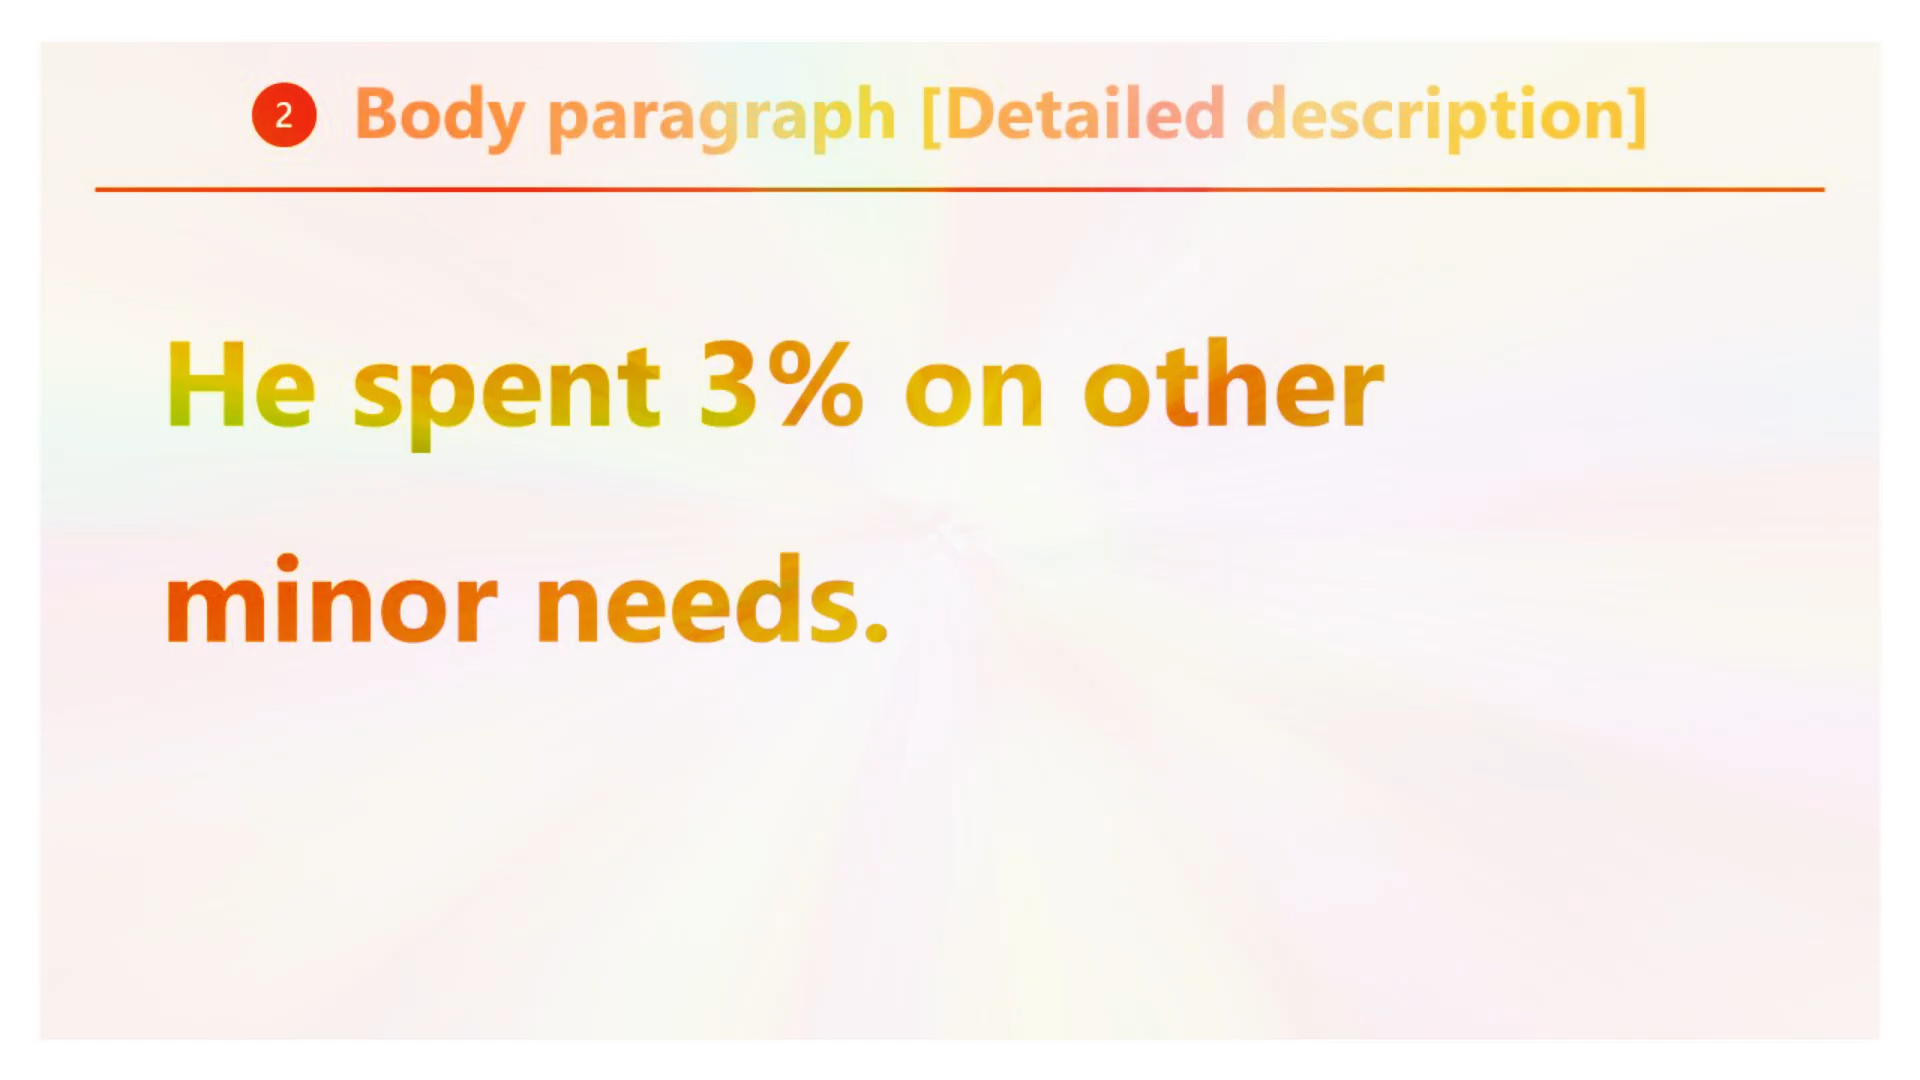 2 Body paragraph [Detailed description]
He spent 3% on other
minor needs.